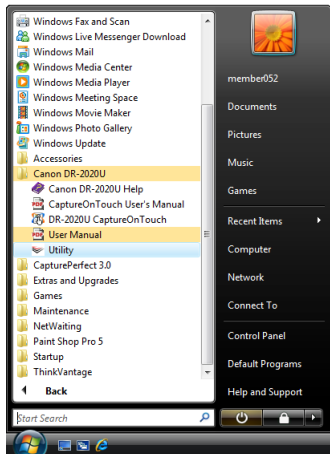 Windows Fax and Scan
Windows Live Messenger Download
Windows Mail
Windows Media Center
Windows Media Player
Windows Meeting Space
Windows Movie Maker
Windows Photo Gallery
Windows Update
Accessories
Canon DR-2020U
Canon DR-2020U Help
CaptureOnTouch User's Manual
DR-2020U CaptureOnTouch
User Manual
Utility
CapturePerfect 3.0
Extras and Upgrades
Games
Maintenance
NetWaiting
Paint Shop Pro 5
Startup
ThinkVantage
Back
Start Search
member052
Documents
Pictures
Music
Games
Recent Items
Computer
Network
Connect To
Control Panel
Default Programs
Help and Support